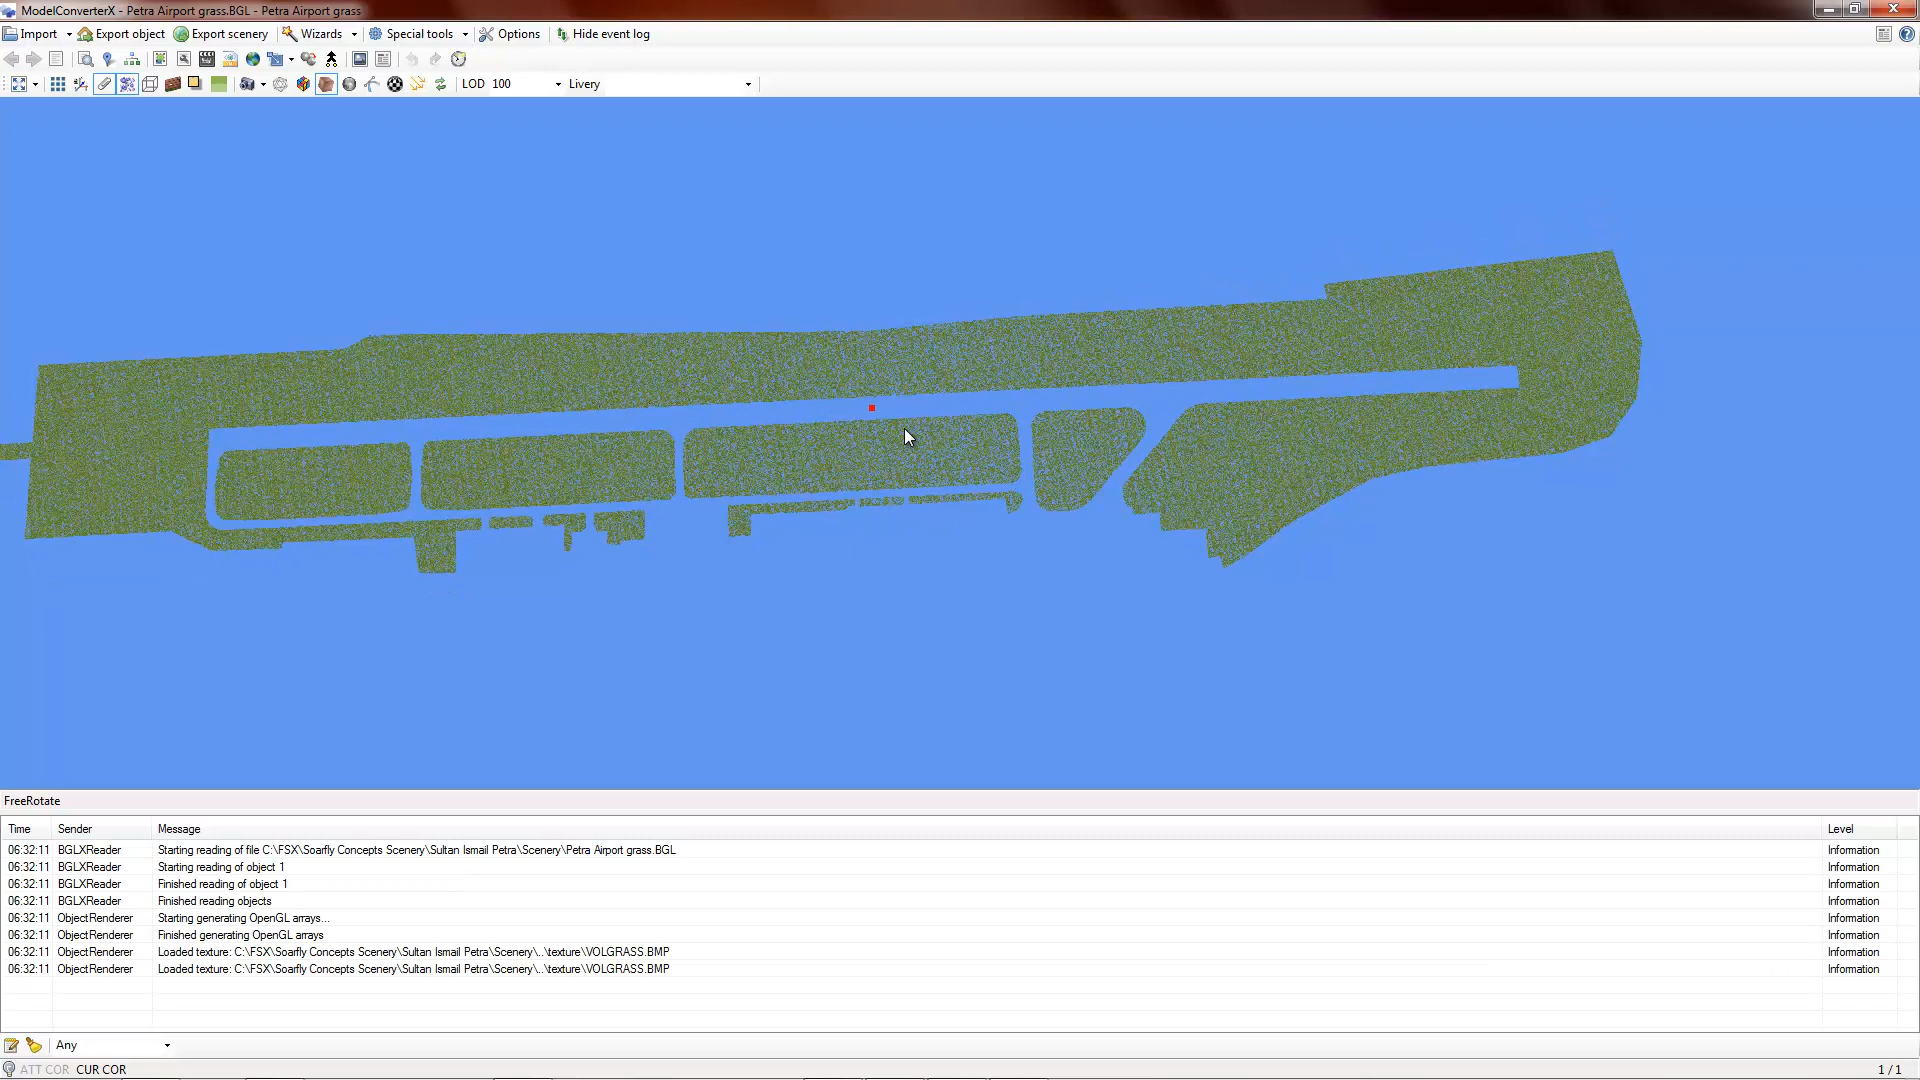 ModelConverterX - Petra Airport grass.BGL - Petra Airport grass
Import Export object Export scenery Wizards Special tools Options Hide event log
LOD 100 Livery
FreeRotate
Time Sender Message Level
06:32:11 BGLXReader Starting reading of file C:\FSX\Soarfly Concepts Scenery\Sultan Ismail Petra\Scenery\Petra Airport grass.BGL Information
06:32:11 BGLXReader Starting reading of object 1 Information
06:32:11 BGLXReader Finished reading of object 1 Information
06:32:11 BGLXReader Finished reading objects Information
06:32:11 ObjectRenderer Starting generating OpenGL arrays... Information
06:32:11 ObjectRenderer Finished generating OpenGL arrays Information
06:32:11 ObjectRenderer Loaded texture: C:\FSX\Soarfly Concepts Scenery\Sultan Ismail Petra\Scenery\..\texture\VOLGRASS.BMP Information
06:32:11 ObjectRenderer Loaded texture: C:\FSX\Soarfly Concepts Scenery\Sultan Ismail Petra\Scenery\..\texture\VOLGRASS.BMP Information
Any
ATT COR CUR COR 1 / 1